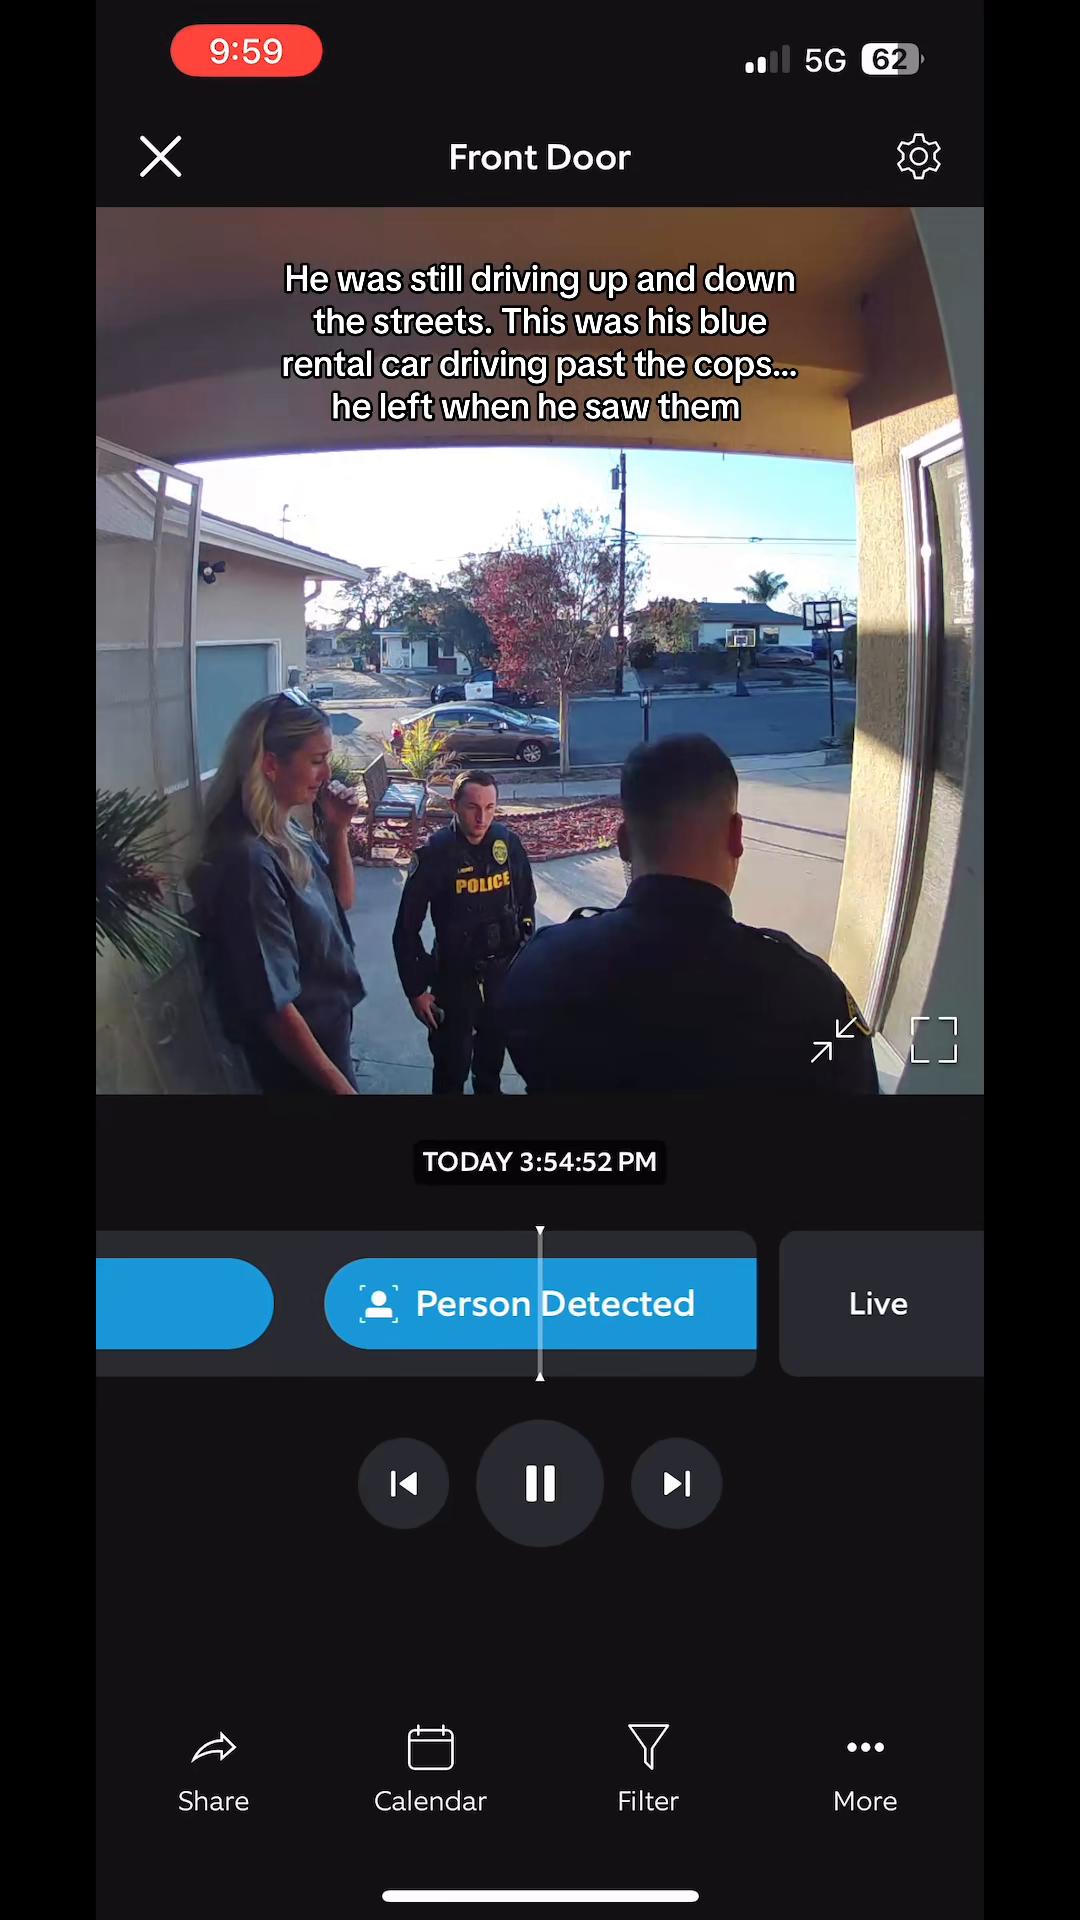 9:59
5G
62
Front Door
He was still driving up and down
the streets. This was his blue
rental car driving past the cops...
he left when he saw them
POLICE
TODAY 3:54:52 PM
Person Detected
Live
Share
Calendar
Filter
More